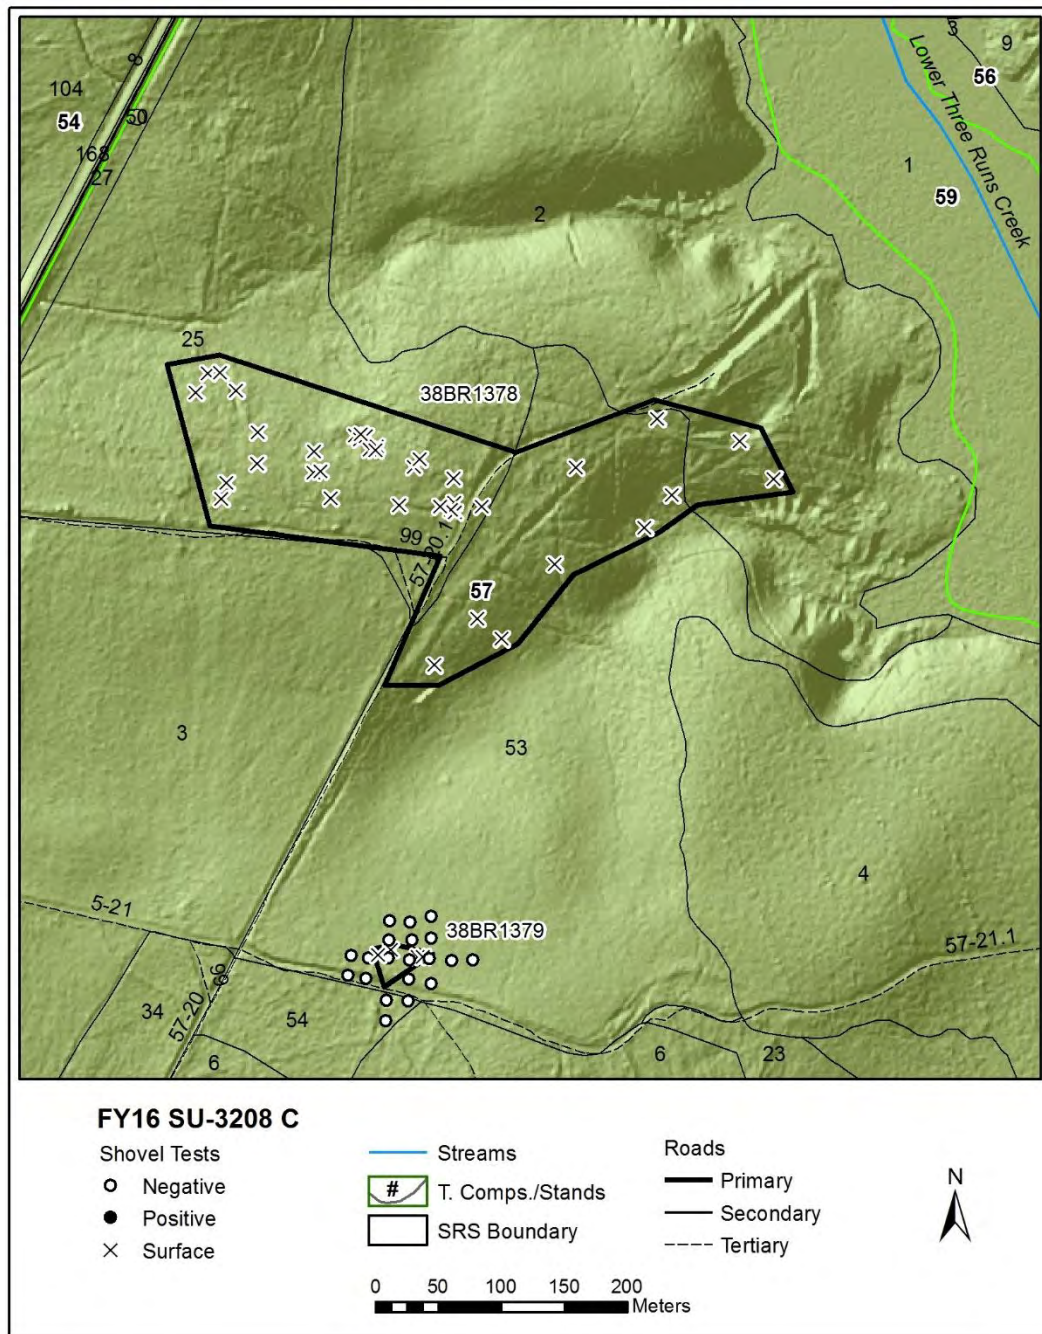 8
9
104
54
50
56
Lower Three Runs Creek
168
27
1
59
2
25
38BR1378
99
57-20.1
57
3
53
4
5-21
38BR1379
57-21.1
99
57-20
34
54
6
6
23
FY16 SU-3208 C
Shovel Tests
Negative
Positive
Surface
Streams
# T. Comps./Stands
SRS Boundary
Roads
Primary
Secondary
Tertiary
N
0 50 100 150 200
Meters